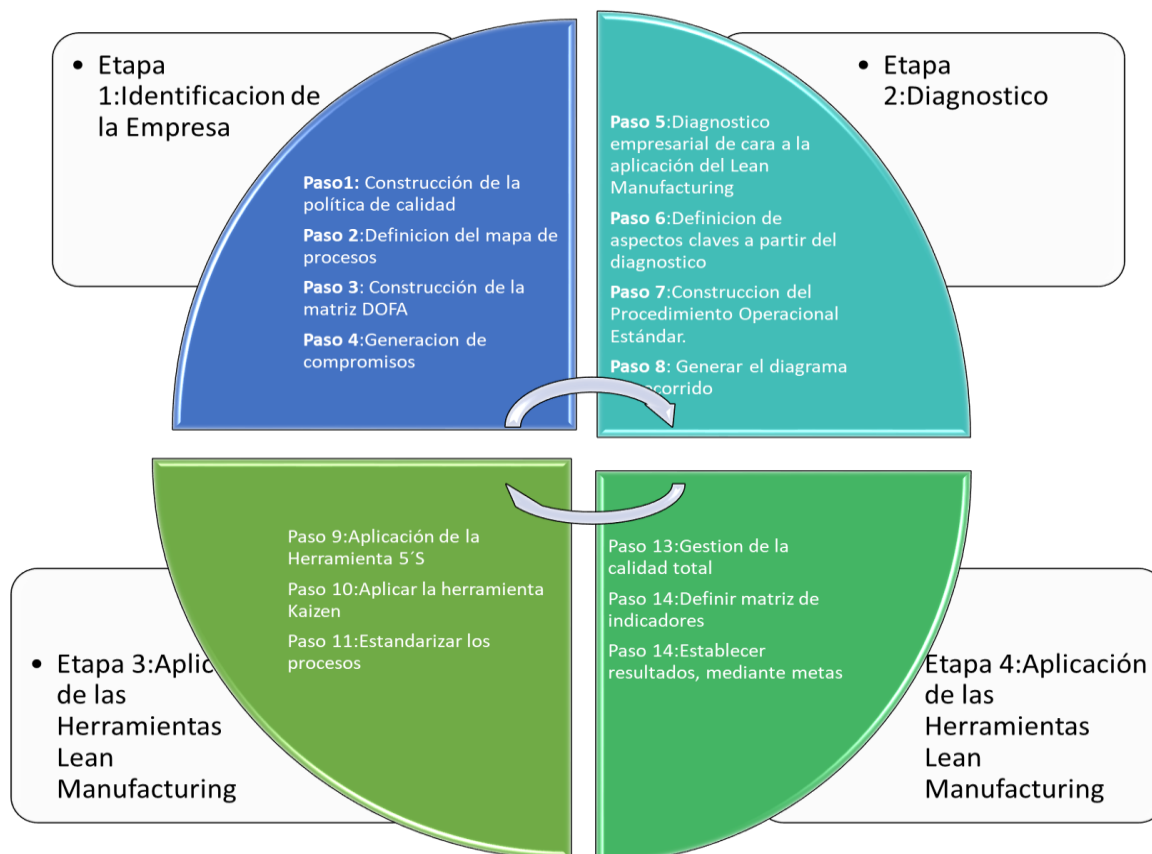 • Etapa
1:Identificacion de
la Empresa
Paso1: Construcción de la
política de calidad
Paso 2:Definicion del mapa de
procesos
Paso 3: Construcción de la
matriz DOFA
Paso 4:Generacion de
compromisos
• Etapa
2:Diagnostico
Paso 5:Diagnostico
empresarial de cara a la
aplicación del Lean
Manufacturing
Paso 6:Definicion de
aspectos claves a partir del
diagnostico
Paso 7:Construccion del
Procedimiento Operacional
Estándar.
Paso 8: Generar el diagrama
ecorrido
• Etapa 3:Aplic
de las
Herramientas
Lean
Manufacturing
Paso 9:Aplicación de la
Herramienta 5´S
Paso 10:Aplicar la herramienta
Kaizen
Paso 11:Estandarizar los
procesos
Etapa 4:Aplicación
de las
Herramientas
Lean
Manufacturing
Paso 13:Gestion de la
calidad total
Paso 14:Definir matriz de
indicadores
Paso 14:Establecer
resultados, mediante metas